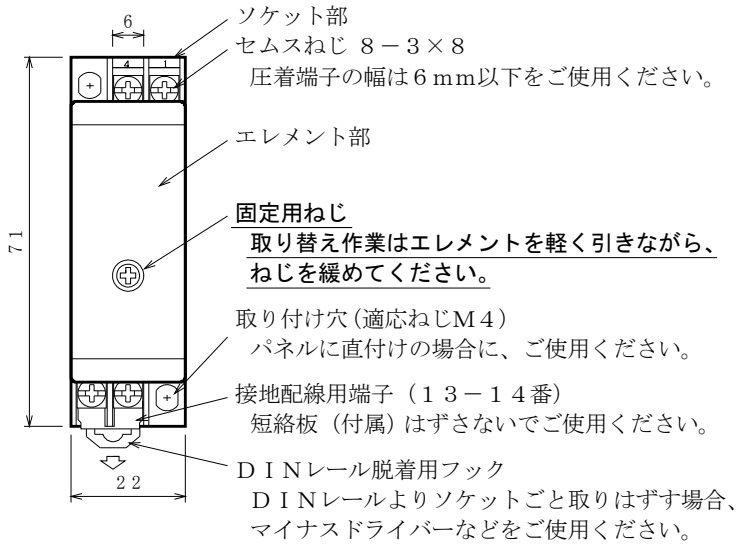 6
ソケット部
セムスねじ 8－3×8
圧着端子の幅は6mm以下をご使用ください。
4 1
エレメント部
71
固定用ねじ
取り替え作業はエレメントを軽く引きながら、
ねじを緩めてください。
取り付け穴(適応ねじM4)
パネルに直付けの場合に、ご使用ください。
接地配線用端子(13－14番)
短絡板(付属)はずさないでご使用ください。
22
DINレール脱着用フック
DINレールよりソケットごと取りはずす場合、
マイナスドライバーなどをご使用ください。